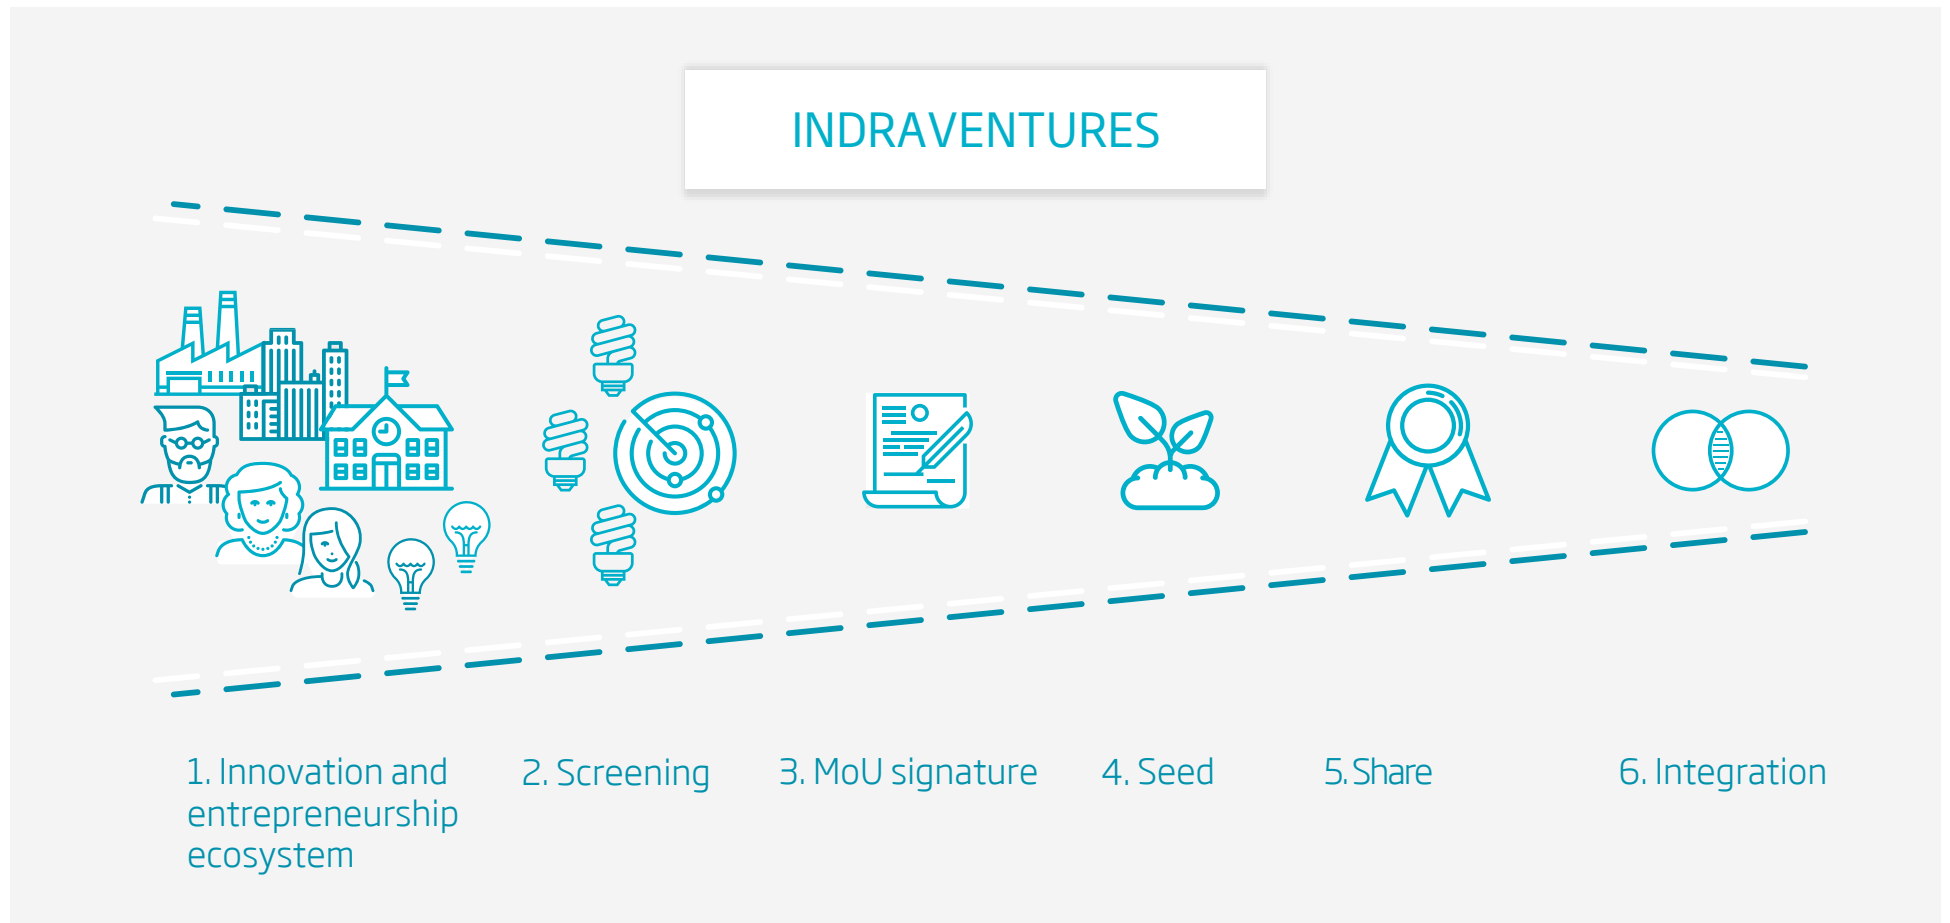 INDRAVENTURES
1. Innovation and
entrepreneurship
ecosystem
2. Screening
3. MoU signature
4. Seed
5. Share
6. Integration